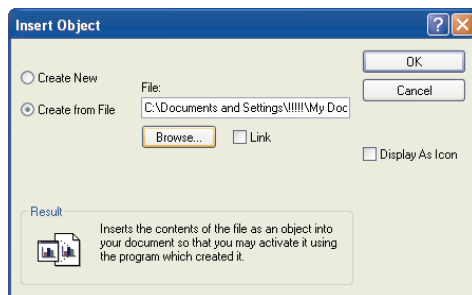 Insert Object
Create New
Create from File
File:
C:\Documents and Settings\!!!!!\My Doc
Browse...
Link
OK
Cancel
Display As Icon
Result
Inserts the contents of the file as an object into
your document so that you may activate it using
the program which created it.